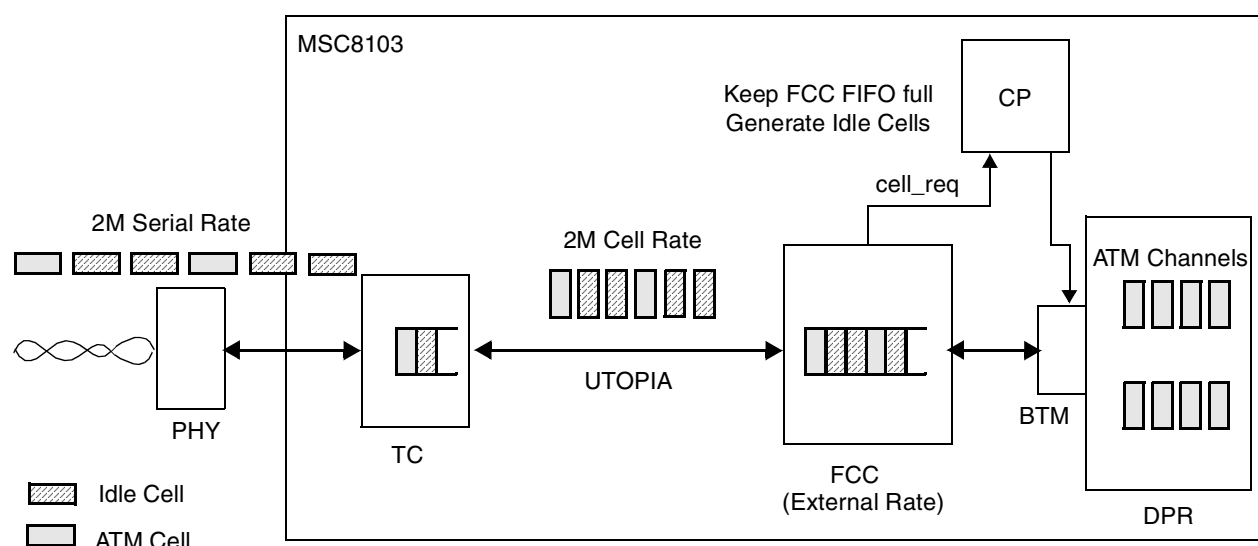 MSC8103
Keep FCC FIFO full
Generate Idle Cells
CP
cell_req
2M Serial Rate
2M Cell Rate
ATM Channels
UTOPIA
BTM
PHY
TC
FCC
(External Rate)
DPR
Idle Cell
ATM Cell